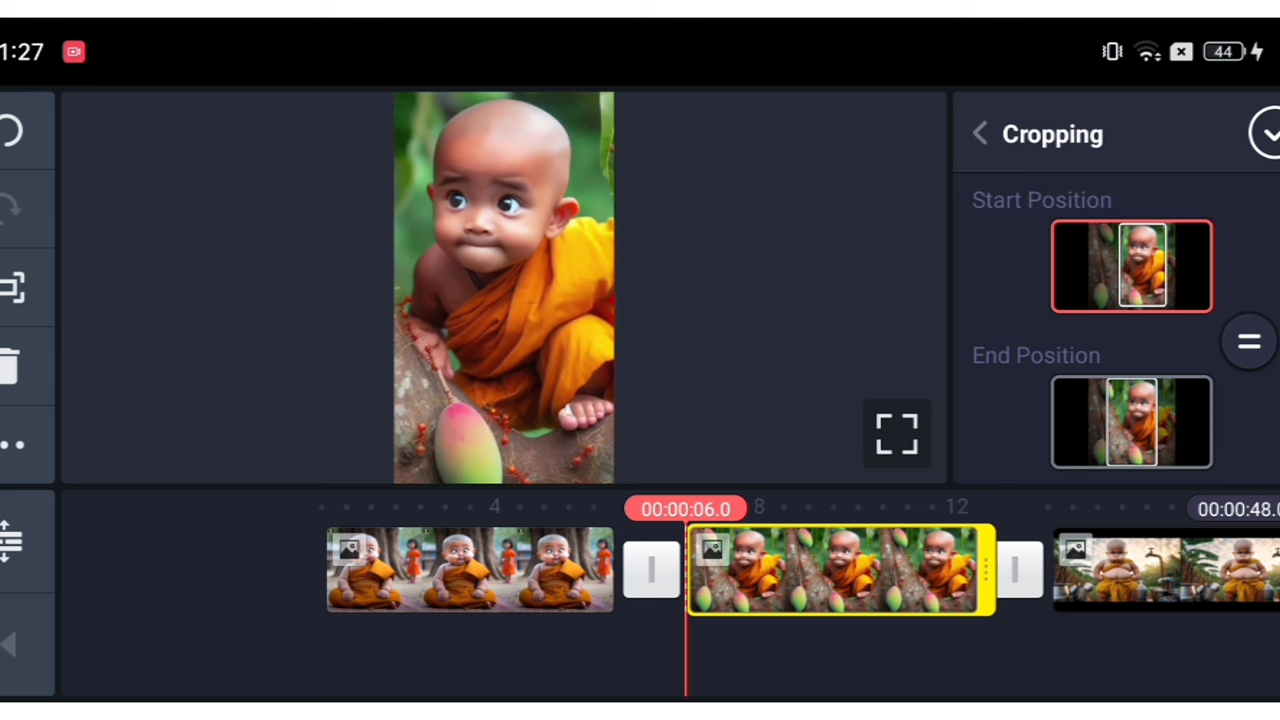 1:27
44
Cropping
Start Position
End Position
4
00:00:06.0
8
12
00:00:48.0